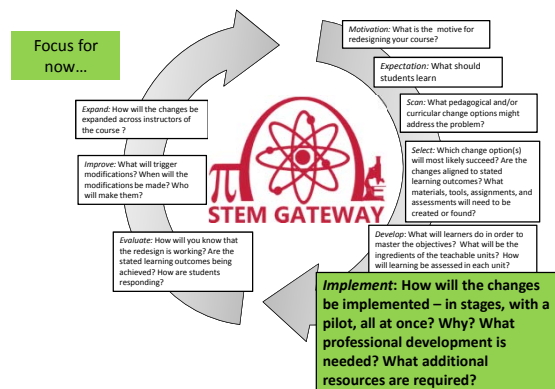 Focus for
now…
Motivation: What is the motive for
redesigning your course?
Expectation: What should
students learn
Scan: What pedagogical and/or
curricular change options might
address the problem?
Select: Which change option(s)
will most likely succeed? Are the
changes aligned to stated
learning outcomes? What
materials, tools, assignments, and
assessments will need to be
created or found?
Develop: What will learners do in order to
master the objectives? What will be the
ingredients of the teachable units? How
will learning be assessed in each unit?
Implement: How will the changes
be implemented – in stages, with a
pilot, all at once? Why? What
professional development is
needed? What additional
resources are required?
Evaluate: How will you know that
the redesign is working? Are the
stated learning outcomes being
achieved? How are students
responding?
Improve: What will trigger
modifications? When will the
modifications be made? Who
will make them?
Expand: How will the changes be
expanded across instructors of
the course ?
π
STEM GATEWAY